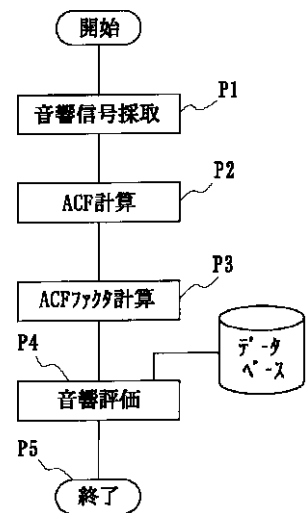 開始
P1
音響信号採取
P2
ACF計算
P3
ACFファクタ計算
P4
データ
ベース
音響評価
P5
終了